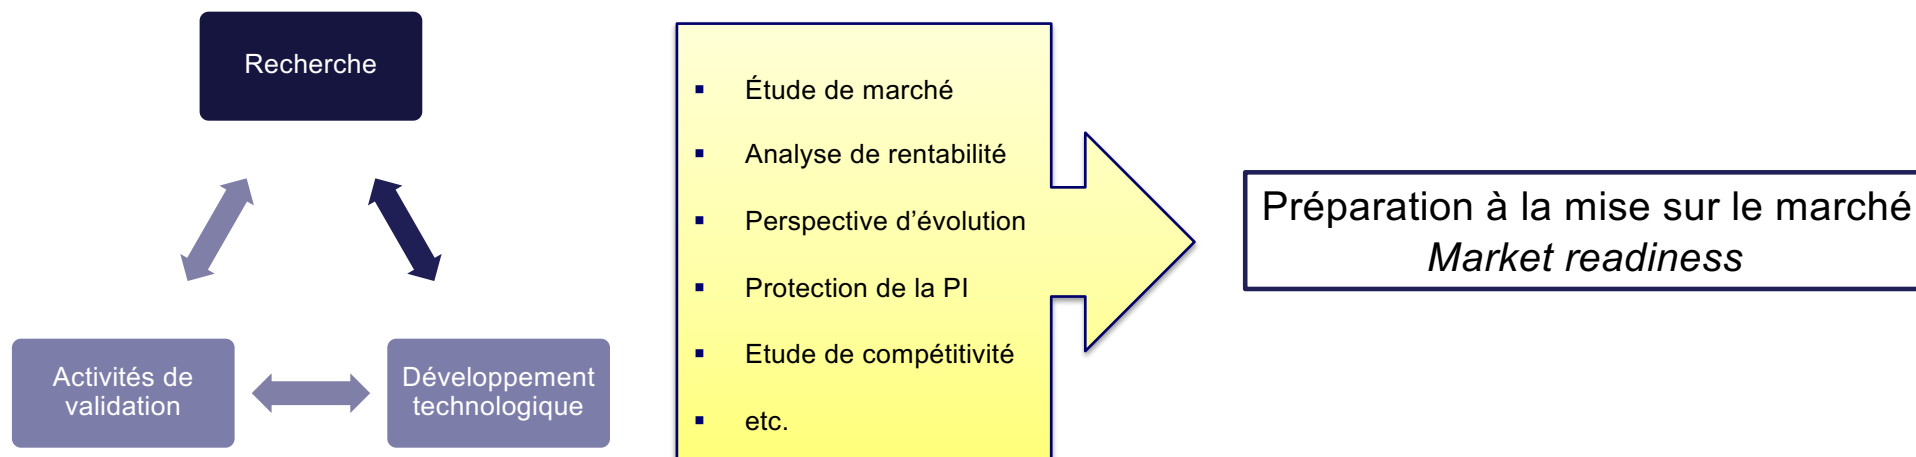 Recherche
Activités de
validation
Développement
technologique
▪ Étude de marché
▪ Analyse de rentabilité
▪ Perspective d’évolution
▪ Protection de la PI
▪ Etude de compétitivité
▪ etc.
Préparation à la mise sur le marché
Market readiness